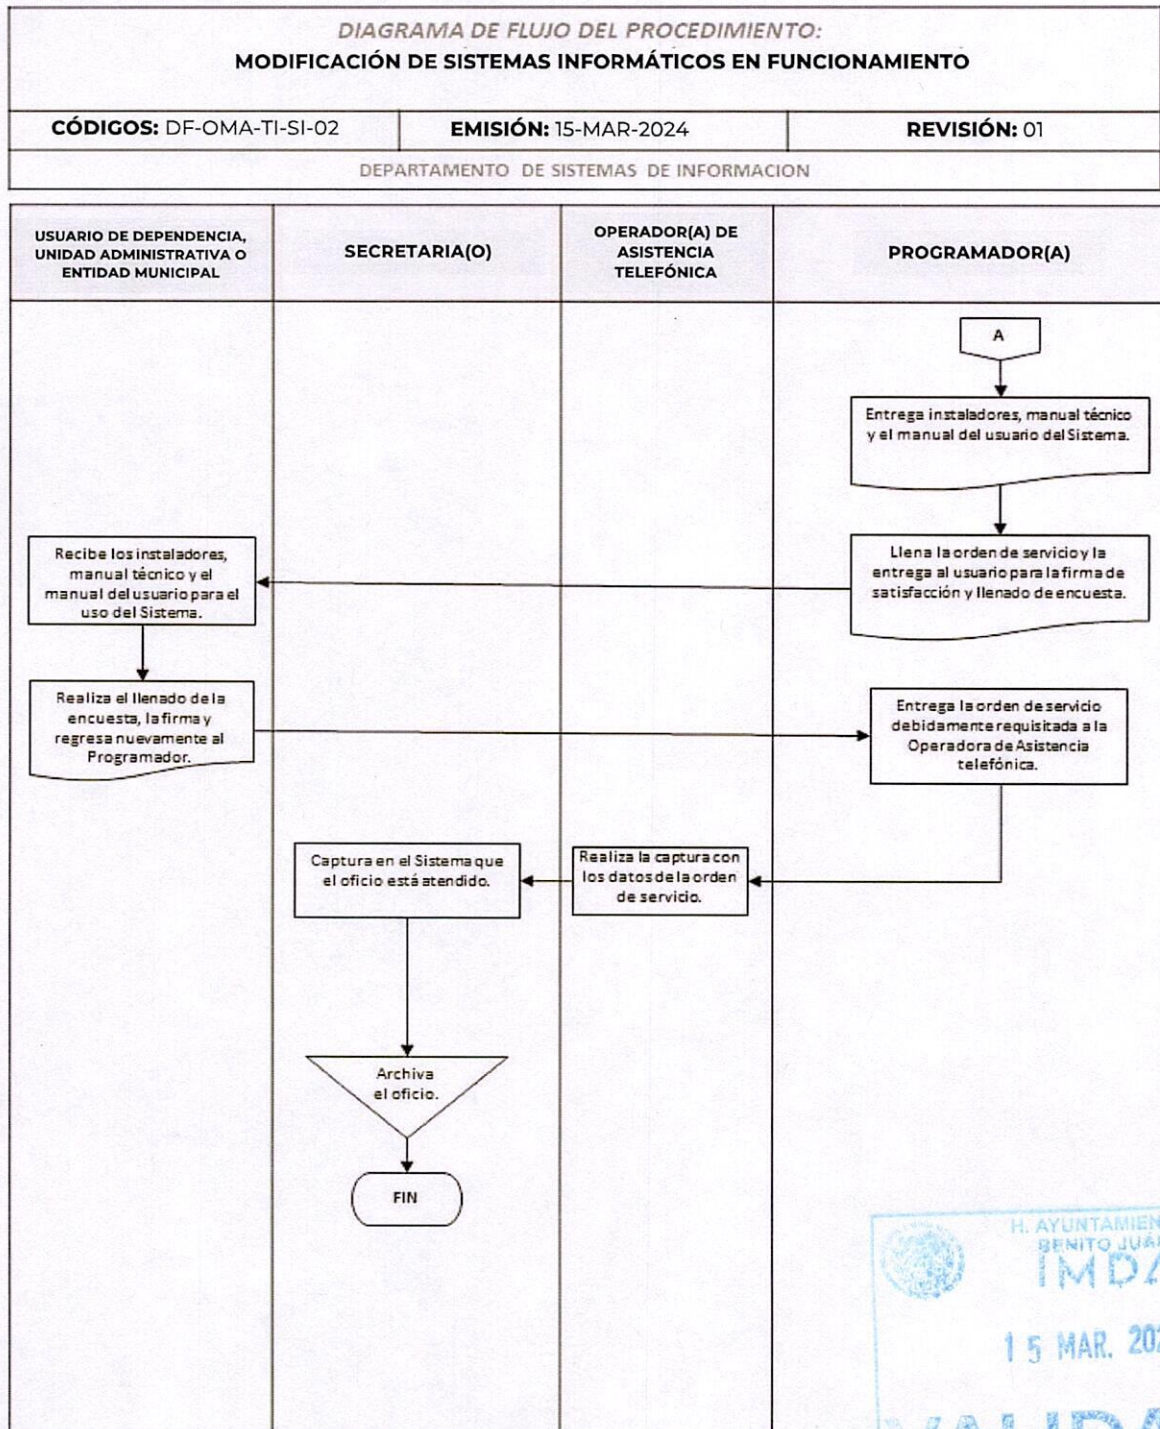 DIAGRAMA DE FLUJO DEL PROCEDIMIENTO:
MODIFICACIÓN DE SISTEMAS INFORMÁTICOS EN FUNCIONAMIENTO
CÓDIGOS: DF-OMA-TI-SI-02
EMISIÓN: 15-MAR-2024
REVISIÓN: 01
DEPARTAMENTO DE SISTEMAS DE INFORMACION
USUARIO DE DEPENDENCIA,
UNIDAD ADMINISTRATIVA O
ENTIDAD MUNICIPAL
SECRETARIA(O)
OPERADOR(A) DE
ASISTENCIA
TELEFÓNICA
PROGRAMADOR(A)
A
Entrega instaladores, manual técnico
y el manual del usuario del Sistema.
Llena la orden de servicio y la
entrega al usuario para la firma de
satisfacción y llenado de encuesta.
Recibe los instaladores,
manual técnico y el
manual del usuario para el
uso del Sistema.
Realiza el llenado de la
encuesta, la firma y
regresa nuevamente al
Programador.
Entrega la orden de servicio
debidamente requisitada a la
Operadora de Asistencia
telefónica.
Realiza la captura con
los datos de la orden
de servicio.
Captura en el Sistema que
el oficio está atendido.
Archiva
el oficio.
FIN
H. AYUNTAMIEN
BENITO JUÁ
IMDA
15 MAR. 202
VALIDA